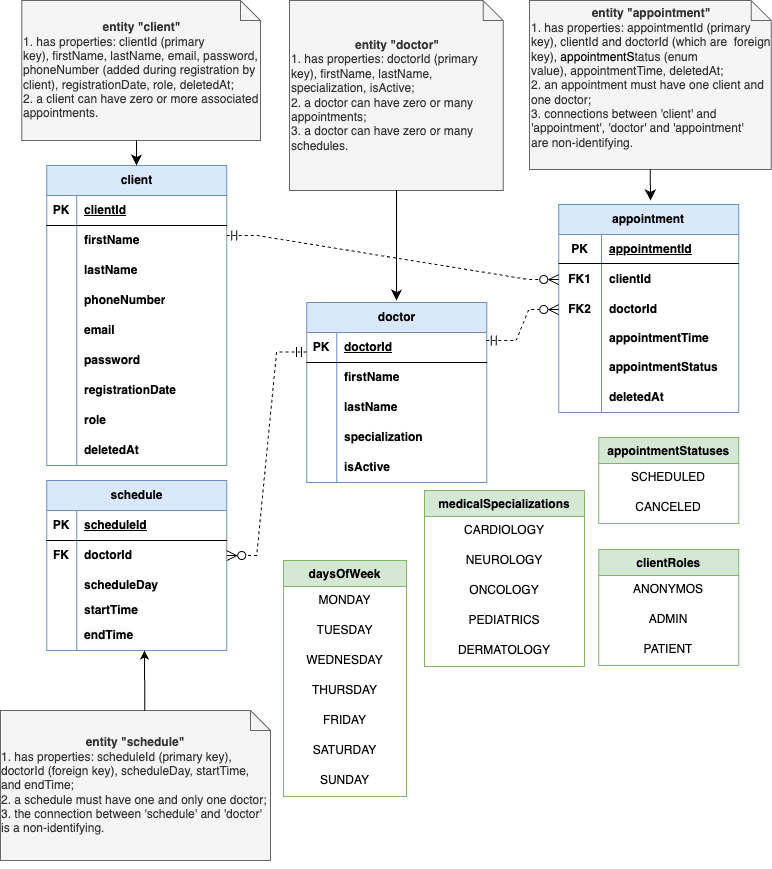 entity "client"
1. has properties: clientId (primary
key), firstName, lastName, email, password,
phoneNumber (added during registration by
client), registrationDate, role, deletedAt;
2. a client can have zero or more associated
appointments.
entity "doctor"
1. has properties: doctorId (primary
key), firstName, lastName,
specialization, isActive;
2. a doctor can have zero or many
appointments;
3. a doctor can have zero or many
schedules.
entity "appointment"
1. has properties: appointmentId (primary
key), clientId and doctorId (which are foreign
key), appointmentStatus (enum
value), appointmentTime, deletedAt;
2. an appointment must have one client and
one doctor;
3. connections between 'client' and
'appointment', 'doctor' and 'appointment'
are non-identifying.
client
PK clientId
firstName
lastName
phoneNumber
email
password
registrationDate
role
deletedAt
doctor
PK doctorId
firstName
lastName
specialization
isActive
appointment
PK appointmentId
FK1 clientId
FK2 doctorId
appointmentTime
appointmentStatus
deletedAt
schedule
PK scheduleId
FK doctorId
scheduleDay
startTime
endTime
daysOfWeek
MONDAY
TUESDAY
WEDNESDAY
THURSDAY
FRIDAY
SATURDAY
SUNDAY
medicalSpecializations
CARDIOLOGY
NEUROLOGY
ONCOLOGY
PEDIATRICS
DERMATOLOGY
appointmentStatuses
SCHEDULED
CANCELED
clientRoles
ANONYMOS
ADMIN
PATIENT
entity "schedule"
1. has properties: scheduleId (primary key),
doctorId (foreign key), scheduleDay, startTime,
and endTime;
2. a schedule must have one and only one doctor;
3. the connection between 'schedule' and 'doctor'
is a non-identifying.